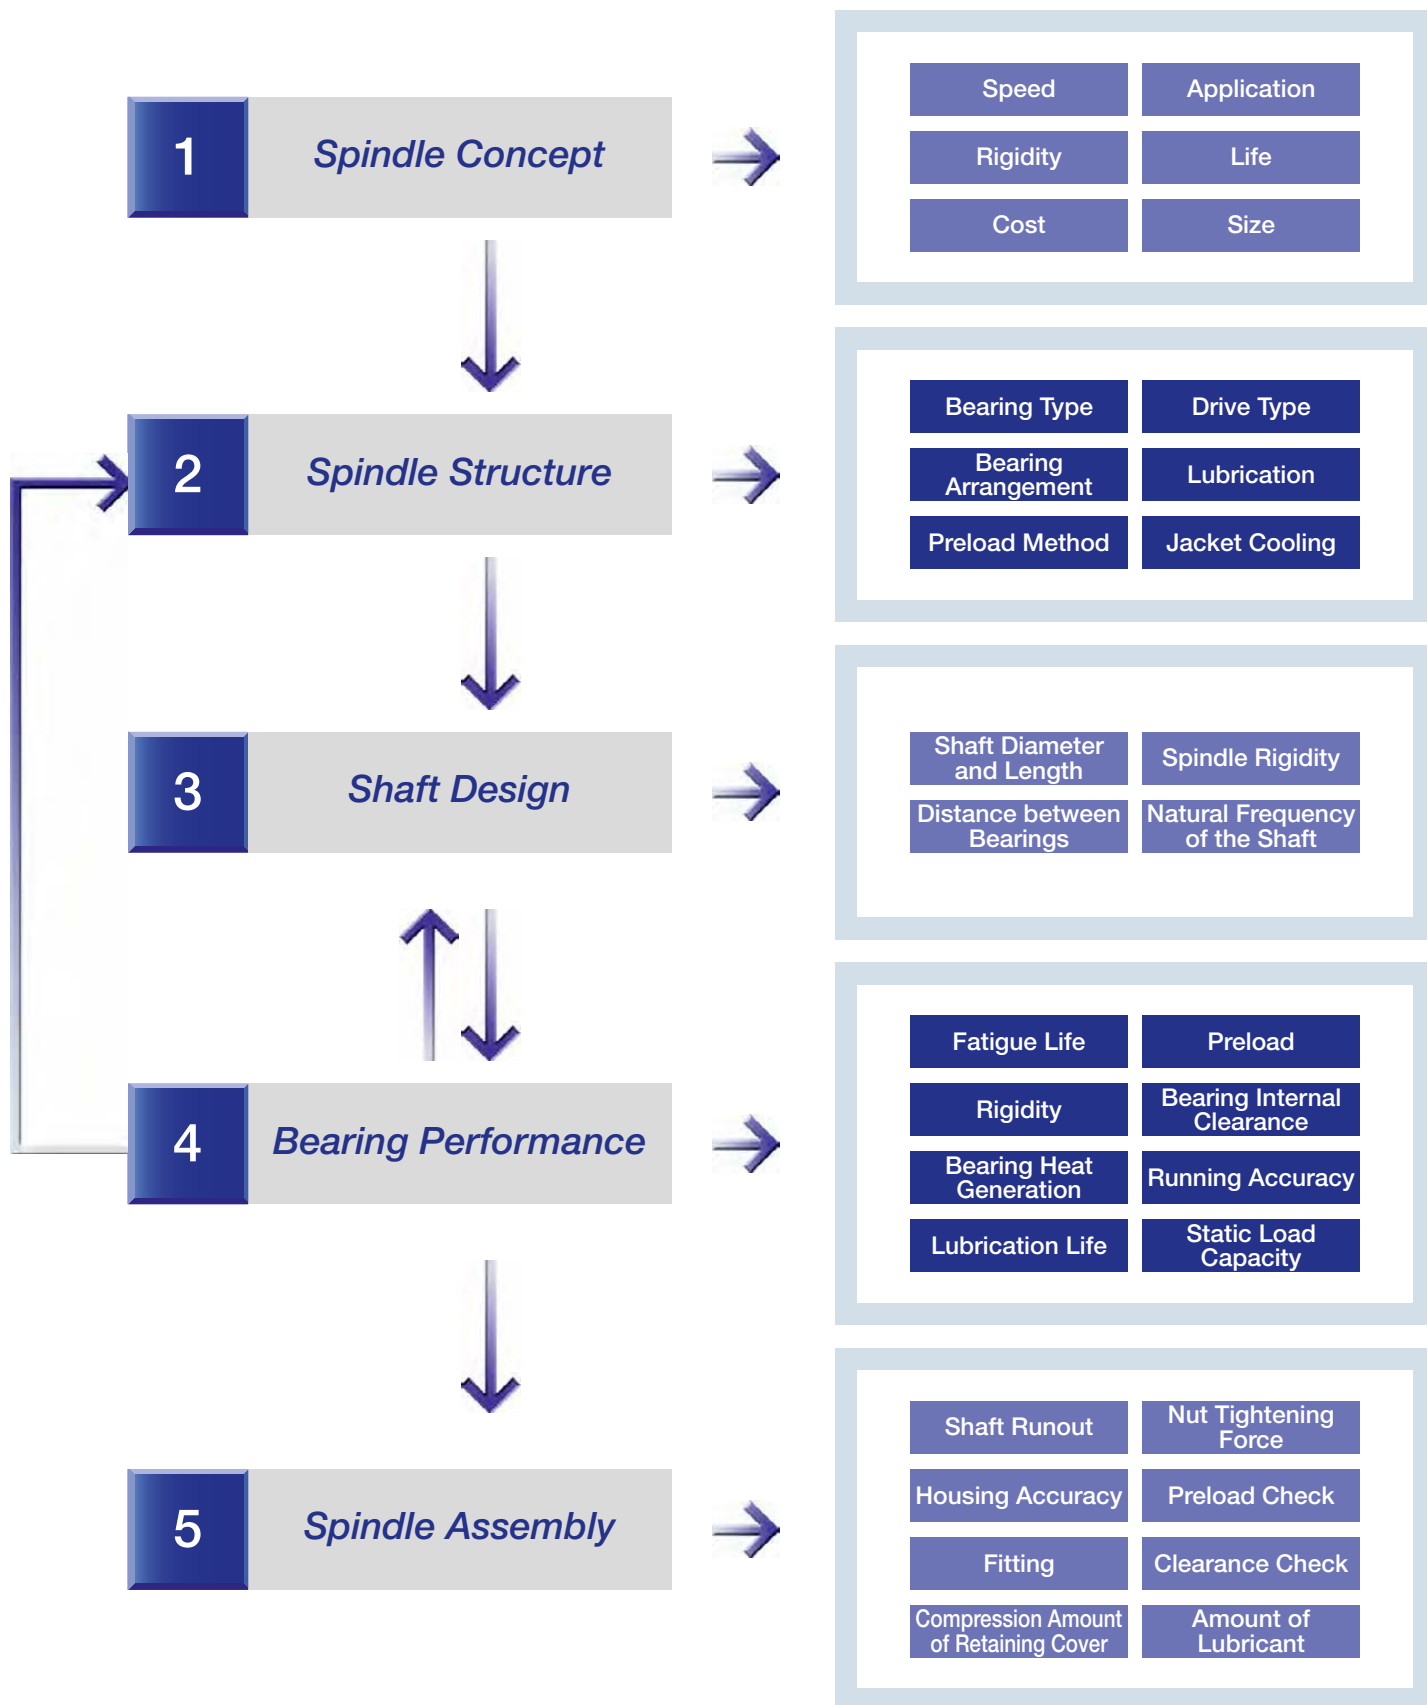 1
Spindle Concept
Speed
Application
Rigidity
Life
Cost
Size
2
Spindle Structure
Bearing Type
Drive Type
Bearing
Arrangement
Lubrication
Preload Method
Jacket Cooling
3
Shaft Design
Shaft Diameter
and Length
Spindle Rigidity
Distance between
Bearings
Natural Frequency
of the Shaft
4
Bearing Performance
Fatigue Life
Preload
Rigidity
Bearing Internal
Clearance
Bearing Heat
Generation
Running Accuracy
Lubrication Life
Static Load
Capacity
5
Spindle Assembly
Shaft Runout
Nut Tightening
Force
Housing Accuracy
Preload Check
Fitting
Clearance Check
Compression Amount
of Retaining Cover
Amount of
Lubricant